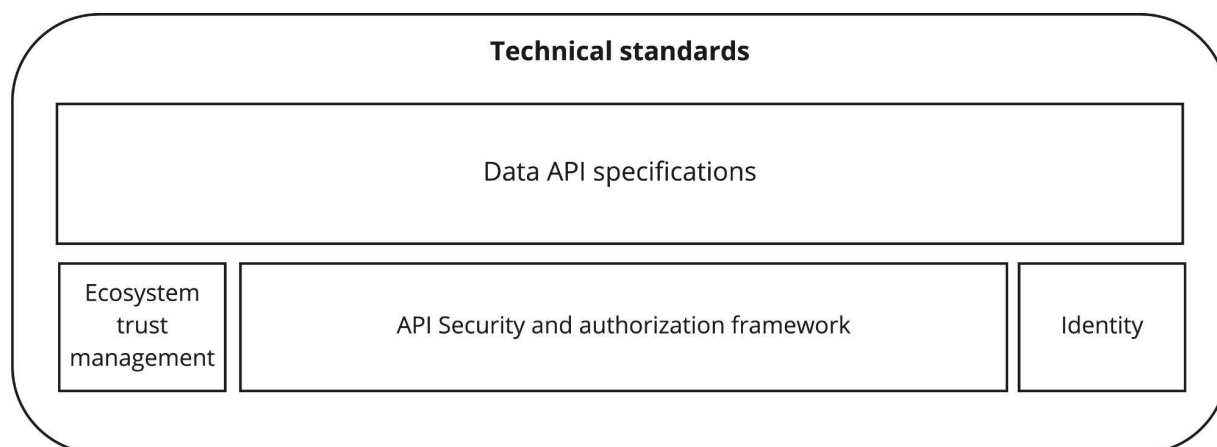 Technical standards
Data API specifications
Ecosystem
trust
management
API Security and authorization framework
Identity